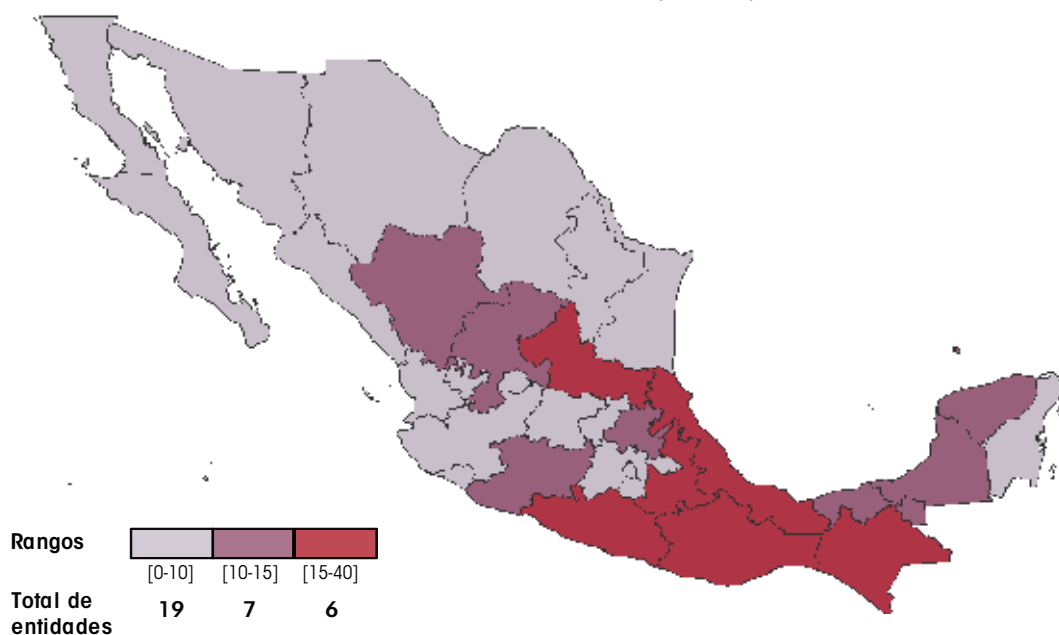 Rangos
[0-10] [10-15] [15-40]
Total de
entidades
19 7 6